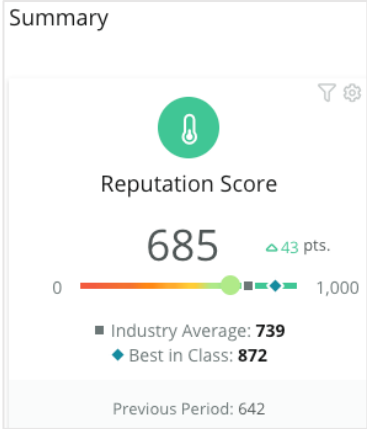 Summary
Reputation Score
685
43 pts.
0
1,000
Industry Average: 739
Best in Class: 872
Previous Period: 642